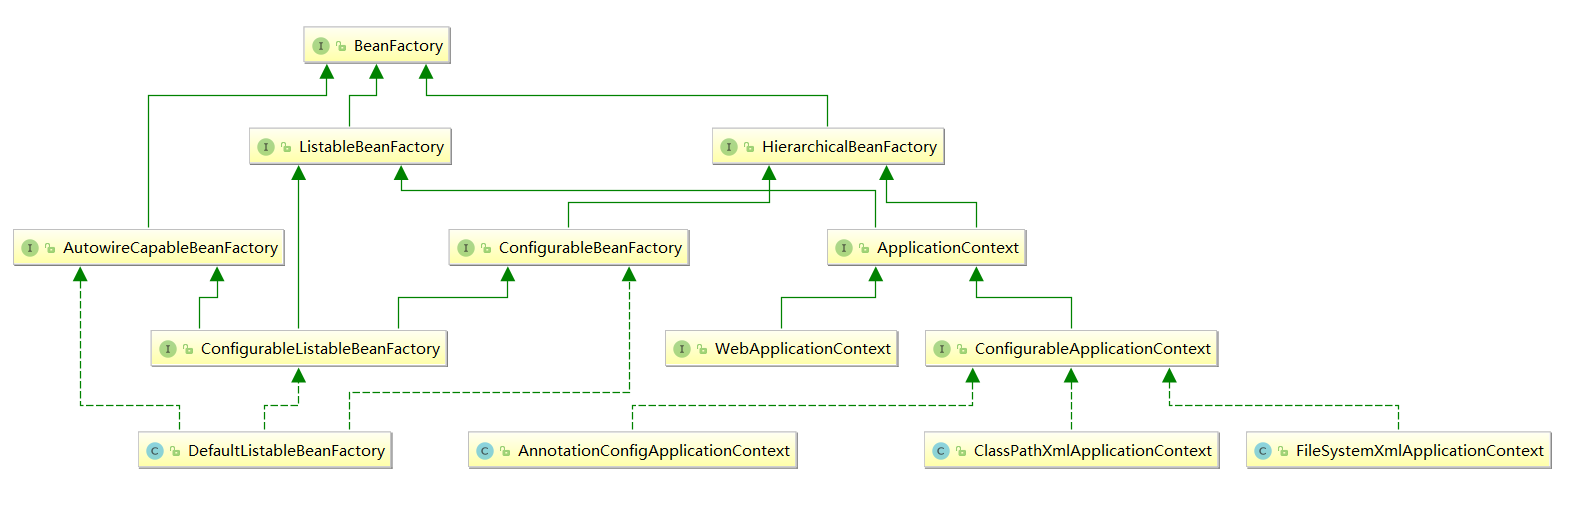 I BeanFactory
I ListableBeanFactory
I HierarchicalBeanFactory
I AutowireCapableBeanFactory
I ConfigurableBeanFactory
I ApplicationContext
I ConfigurableListableBeanFactory
I WebApplicationContext
I ConfigurableApplicationContext
C DefaultListableBeanFactory
C AnnotationConfigApplicationContext
C ClassPathXmlApplicationContext
C FileSystemXmlApplicationContext